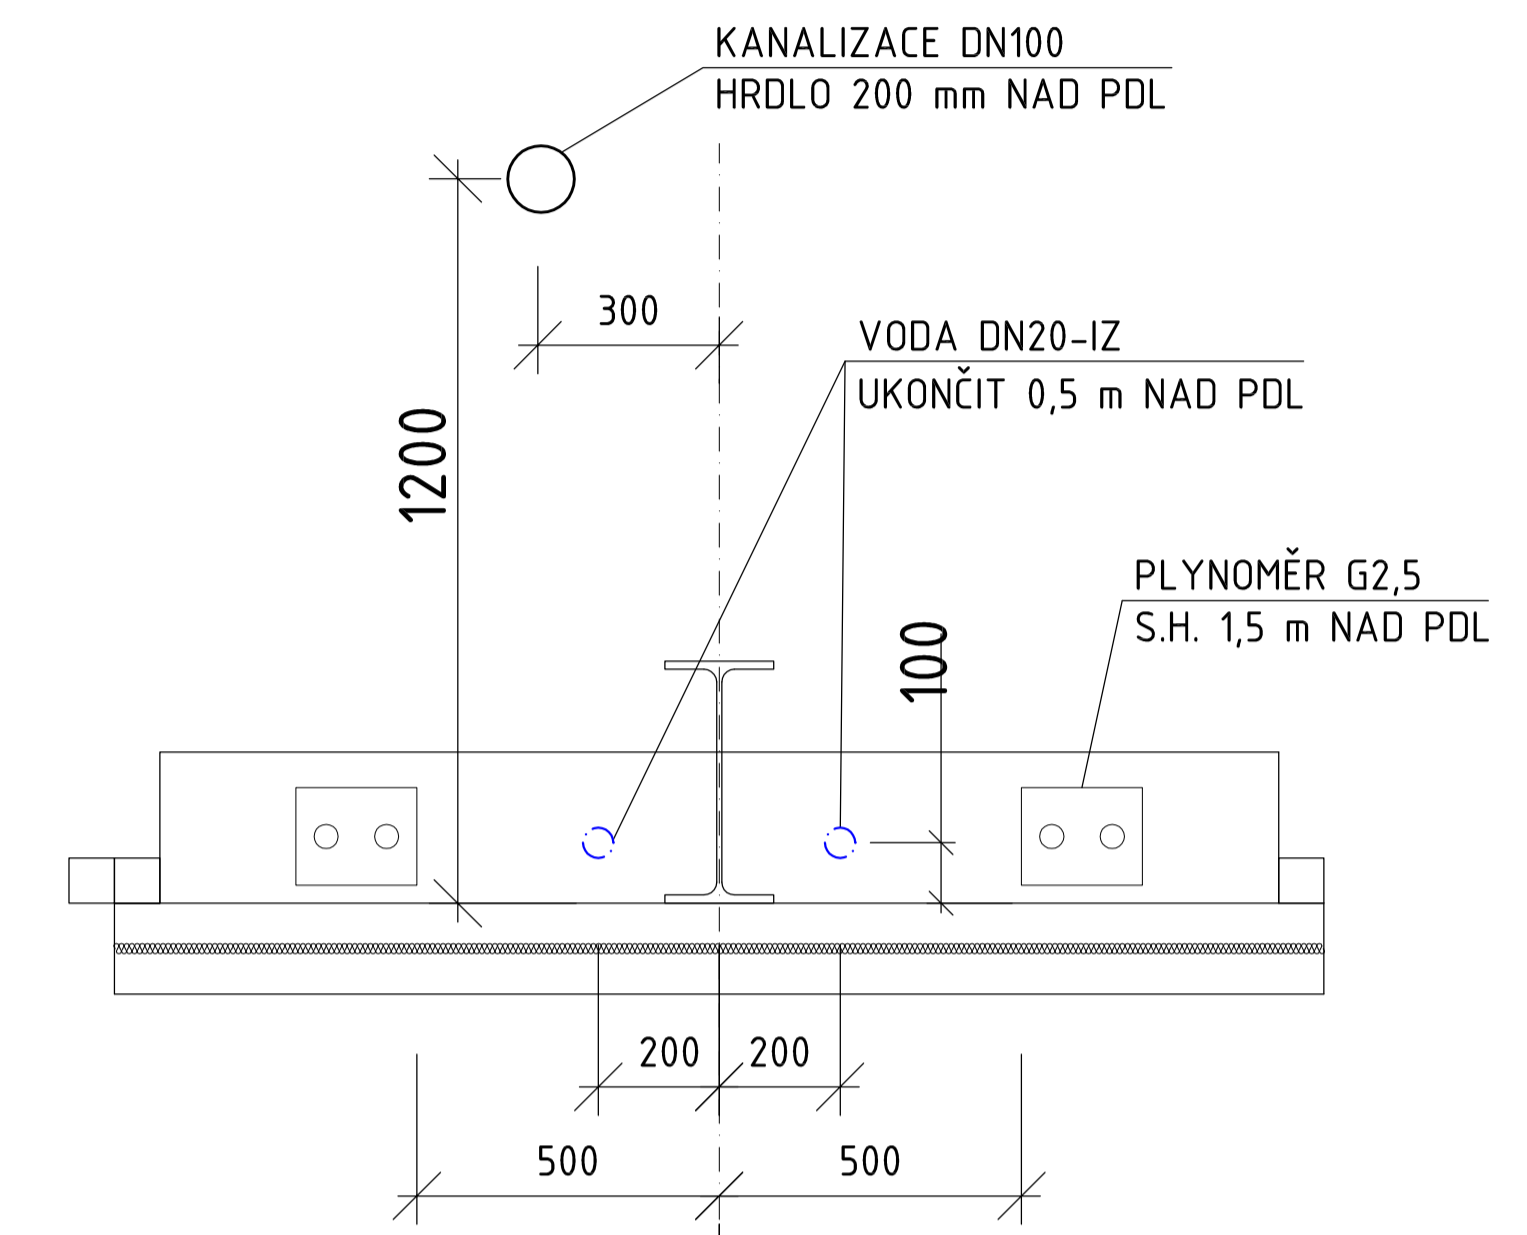 KANALIZACE DN100
HRDLO 200 mm NAD PDL
300
VODA DN20-IZ
UKONČIT 0,5 m NAD PDL
1200
PLYNOMĚR G2,5
S.H. 1,5 m NAD PDL
100
200
200
500
500